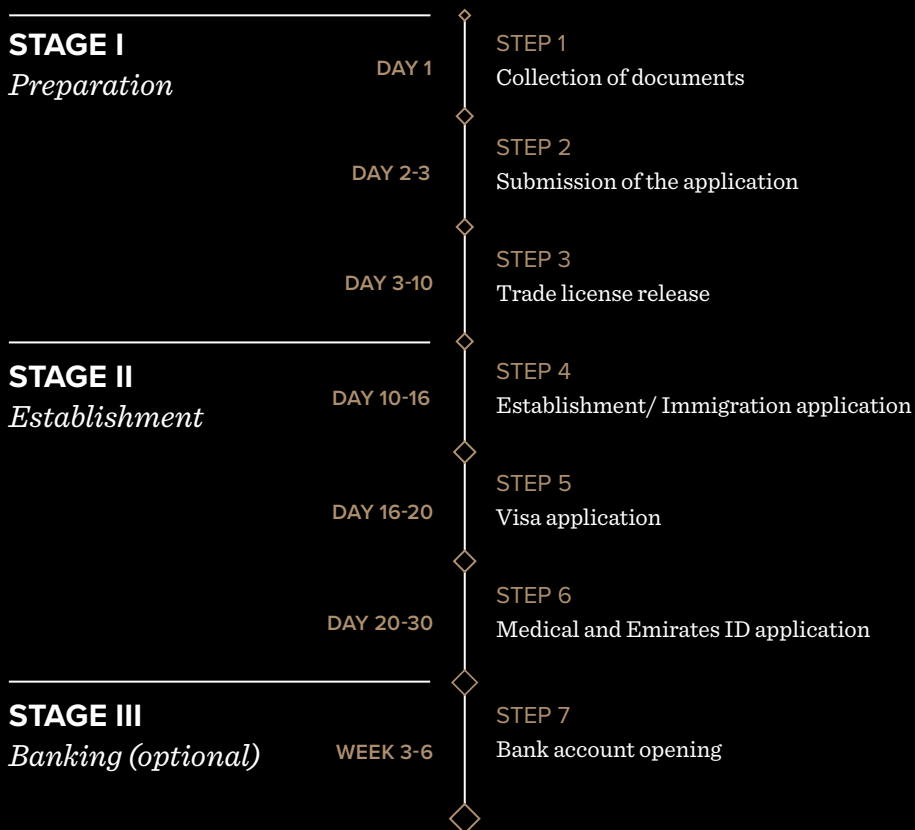 STAGE I
Preparation
DAY 1
STEP 1
Collection of documents
DAY 2-3
STEP 2
Submission of the application
DAY 3-10
STEP 3
Trade license release
STAGE II
Establishment
DAY 10-16
STEP 4
Establishment/ Immigration application
DAY 16-20
STEP 5
Visa application
DAY 20-30
STEP 6
Medical and Emirates ID application
STAGE III
Banking (optional)
WEEK 3-6
STEP 7
Bank account opening